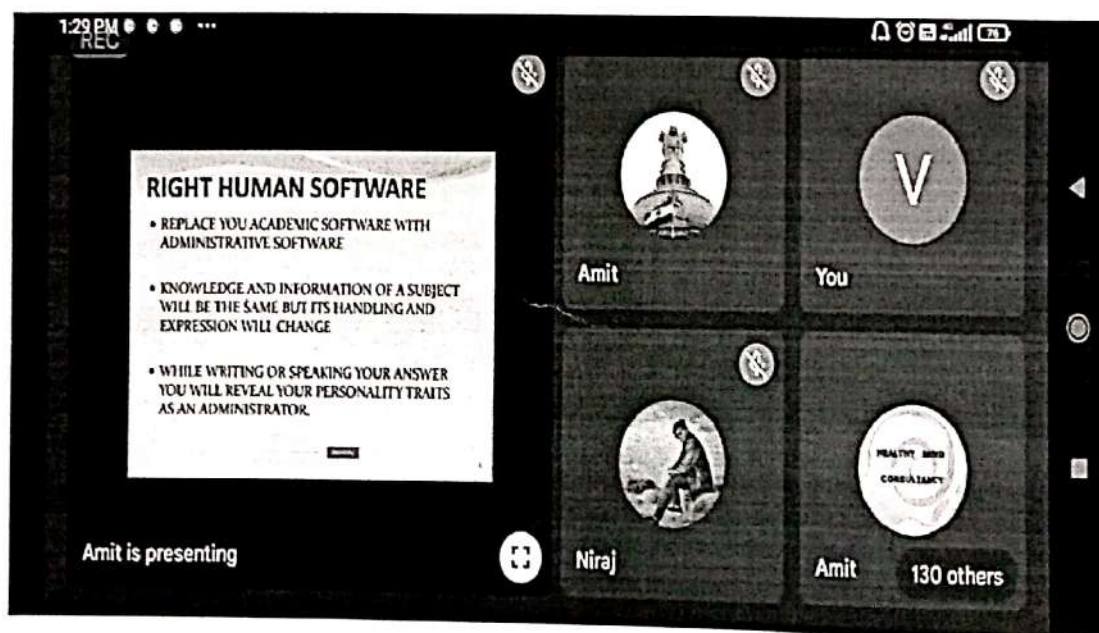 1:29 PM
REC
76
RIGHT HUMAN SOFTWARE
• REPLACE YOU ACADEMIC SOFTWARE WITH
ADMINISTRATIVE SOFTWARE
• KNOWLEDGE AND INFORMATION OF A SUBJECT
WILL BE THE SAME BUT ITS HANDLING AND
EXPRESSION WILL CHANGE
• WHILE WRITING OR SPEAKING YOUR ANSWER
YOU WILL REVEAL YOUR PERSONALITY TRAITS
AS AN ADMINISTRATOR.
Amit is presenting
Amit
V
You
Niraj
HEALTHY MIND
CONSULTANCY
Amit
130 others